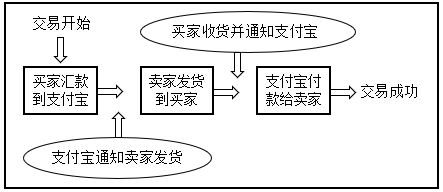 交易开始
买家收货并通知支付宝
买家汇款
到支付宝
卖家发货
到买家
支付宝付
款给卖家
交易成功
支付宝通知卖家发货